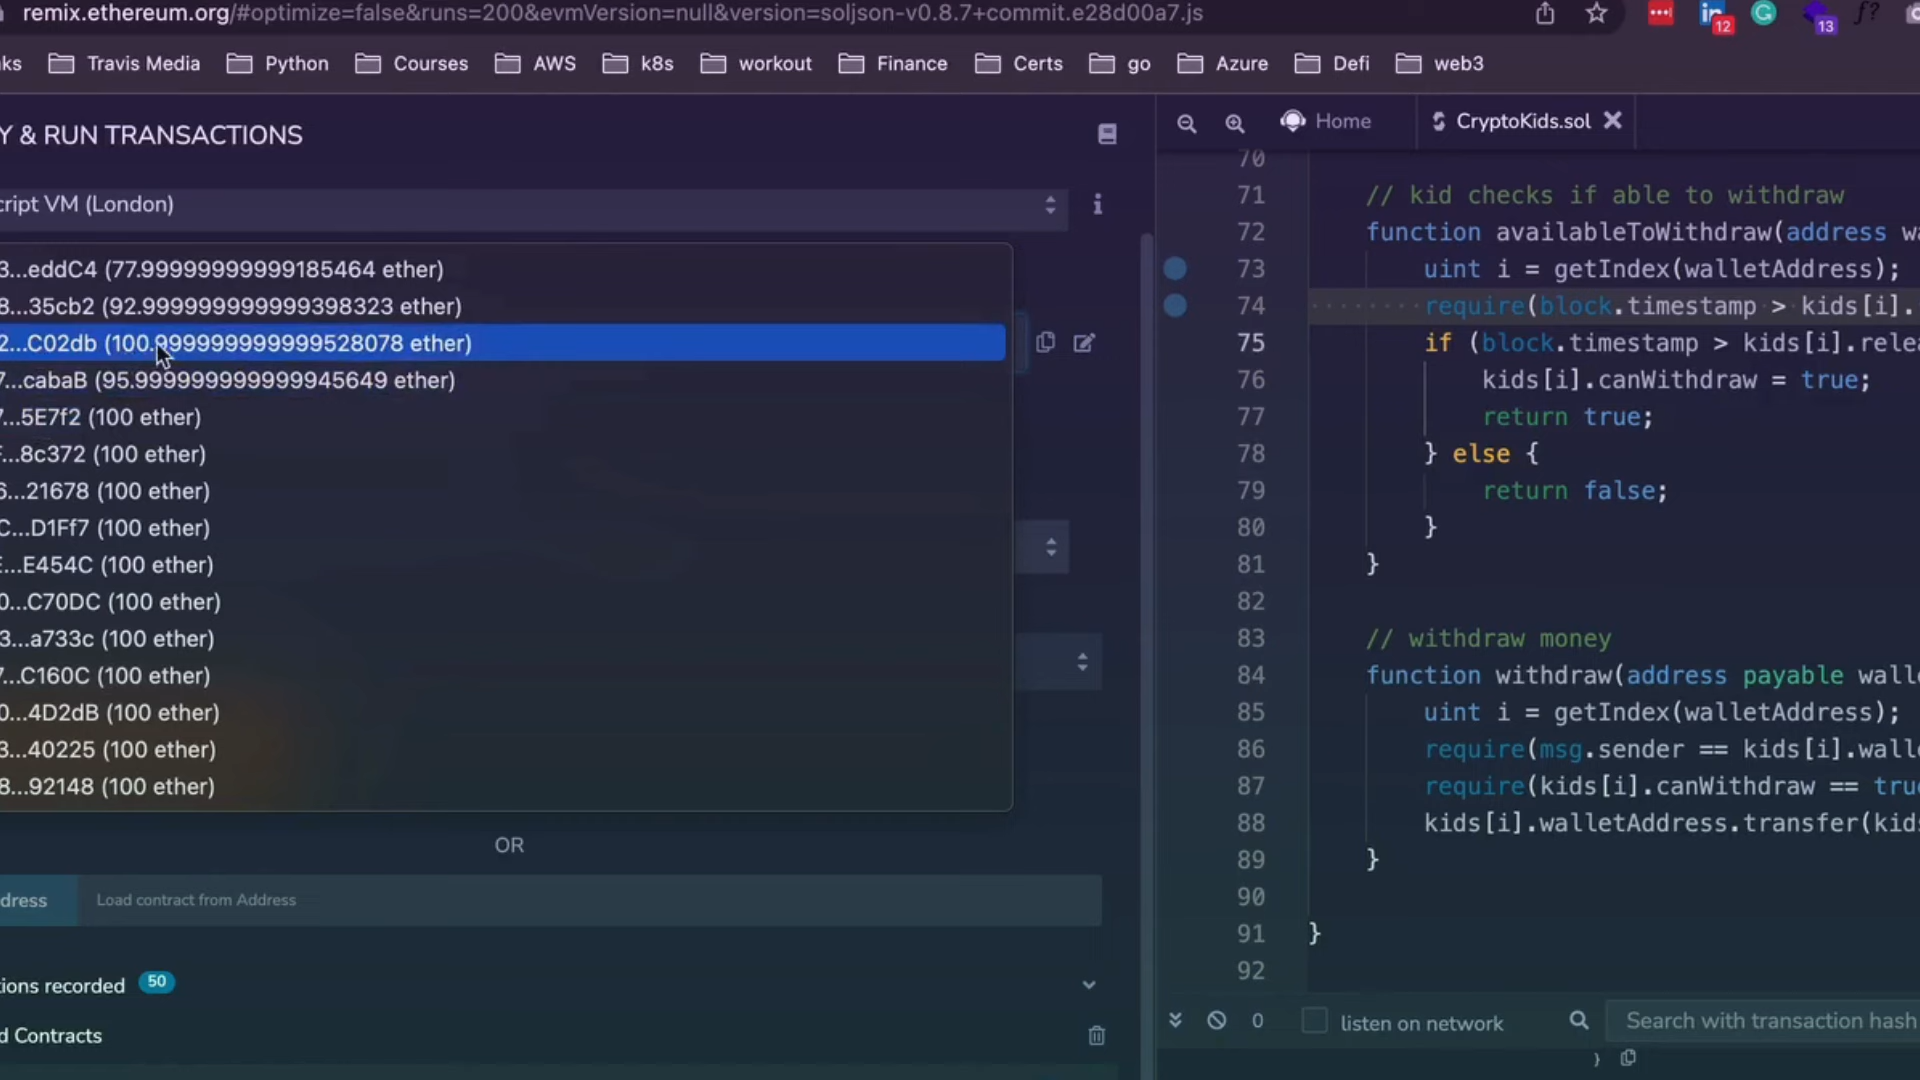 remix.ethereum.org/#optimize=false&runs=200&evmVersion=null&version=soljson-v0.8.7+commit.e28d00a7.js
12
13
ks Travis Media Python Courses AWS k8s workout Finance Certs go Azure Defi web3
Y & RUN TRANSACTIONS
cript VM (London)
3...eddC4 (77.99999999999185464 ether)
8...35cb2 (92.999999999999398323 ether)
2...C02db (100.999999999999528078 ether)
7...cabaB (95.999999999999945649 ether)
7...5E7f2 (100 ether)
F...8c372 (100 ether)
6...21678 (100 ether)
C...D1Ff7 (100 ether)
E...E454C (100 ether)
0...C70DC (100 ether)
3...a733c (100 ether)
7...C160C (100 ether)
0...4D2dB (100 ether)
3...40225 (100 ether)
8...92148 (100 ether)
OR
dress Load contract from Address
tions recorded 50
d Contracts
Home CryptoKids.sol
70
71 // kid checks if able to withdraw
72 function availableToWithdraw(address wa
73 uint i = getIndex(walletAddress);
74 require(block.timestamp > kids[i].
75 if (block.timestamp > kids[i].relea
76 kids[i].canWithdraw = true;
77 return true;
78 } else {
79 return false;
80 }
81 }
82
83 // withdraw money
84 function withdraw(address payable walle
85 uint i = getIndex(walletAddress);
86 require(msg.sender == kids[i].walle
87 require(kids[i].canWithdraw == true
88 kids[i].walletAddress.transfer(kids
89 }
90
91 }
92
0 listen on network Search with transaction hash
}